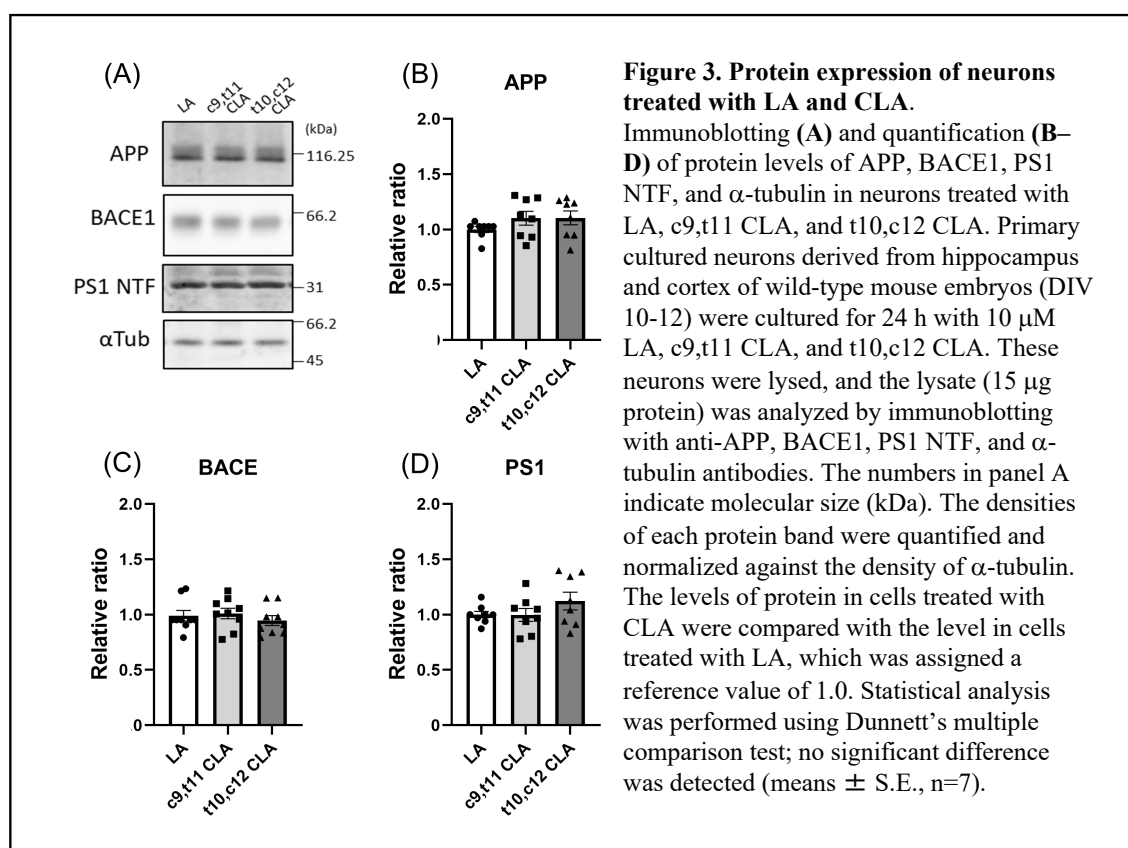 (A)
LA
c9,t11
CLA
t10,c12
CLA
(kDa)
APP
116.25
BACE1
66.2
PS1 NTF
31
αTub
66.2
45
(B)
APP
Relative ratio
2.0
1.5
1.0
0.5
)
LA
c9,t11 CLA
t10,c12 CLA
(C)
BACE
Relative ratio
2.0
1.5
1.0
0.5
.0
LA
c9,t11 CLA
t10,c12 CLA
(D)
PS1
Relative ratio
2.0
1.5
1.0
0.5
0
LA
c9,t11 CLA
t10,c12 CLA
Figure 3. Protein expression of neurons
treated with LA and CLA.
Immunoblotting (A) and quantification (B–
D) of protein levels of APP, BACE1, PS1
NTF, and α-tubulin in neurons treated with
LA, c9,t11 CLA, and t10,c12 CLA. Primary
cultured neurons derived from hippocampus
and cortex of wild-type mouse embryos (DIV
10-12) were cultured for 24 h with 10 μM
LA, c9,t11 CLA, and t10,c12 CLA. These
neurons were lysed, and the lysate (15 μg
protein) was analyzed by immunoblotting
with anti-APP, BACE1, PS1 NTF, and α-
tubulin antibodies. The numbers in panel A
indicate molecular size (kDa). The densities
of each protein band were quantified and
normalized against the density of α-tubulin.
The levels of protein in cells treated with
CLA were compared with the level in cells
treated with LA, which was assigned a
reference value of 1.0. Statistical analysis
was performed using Dunnett’s multiple
comparison test; no significant difference
was detected (means ± S.E., n=7).